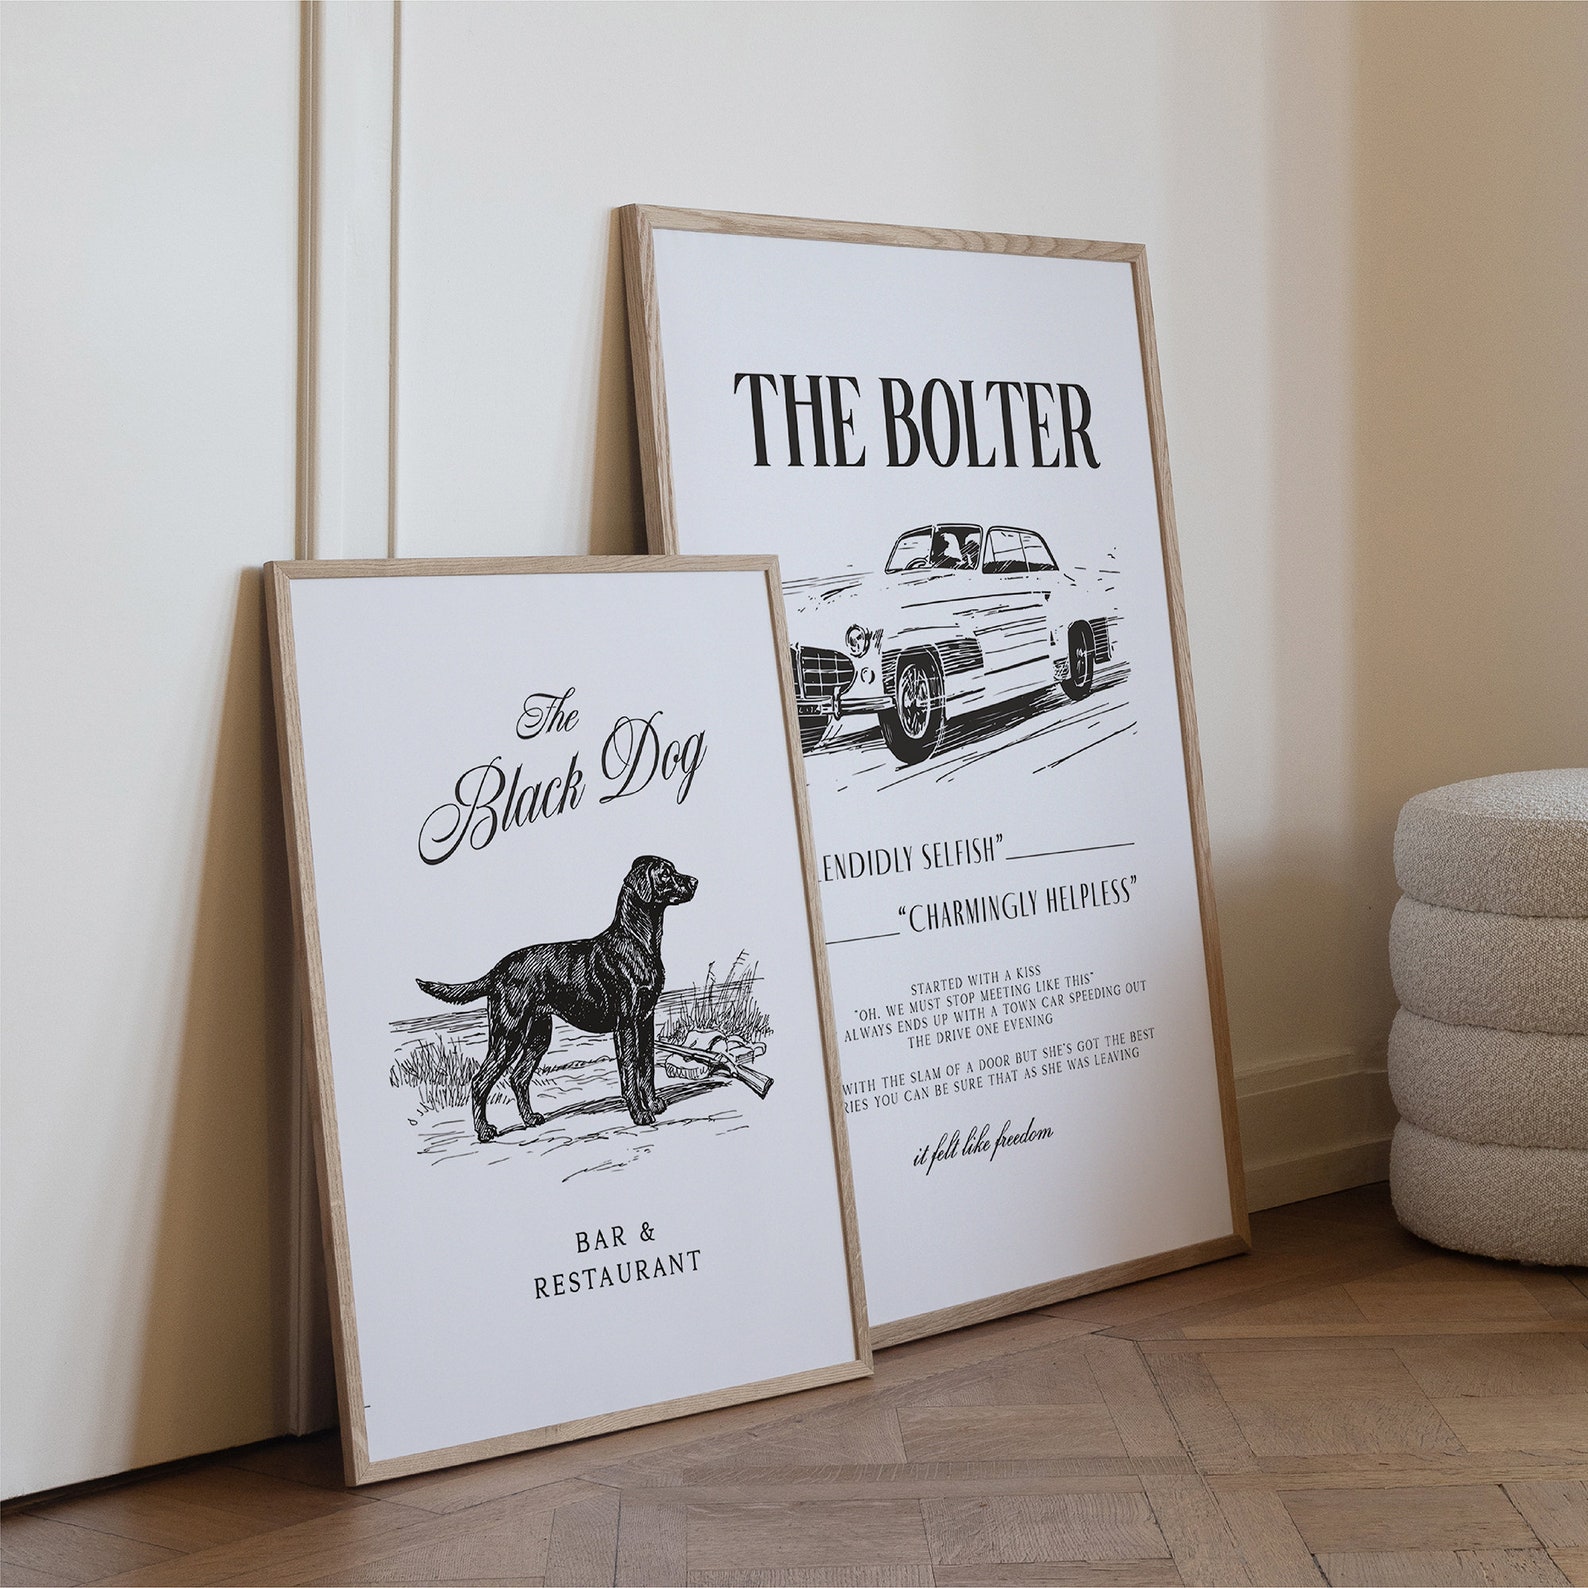 The
Black Dog
BAR &
RESTAURANT
THE BOLTER
LENDIDLY SELFISH”
“CHARMINGLY HELPLESS”
STARTED WITH A KISS
"OH, WE MUST STOP MEETING LIKE THIS"
ALWAYS ENDS UP WITH A TOWN CAR SPEEDING OUT
THE DRIVE ONE EVENING
WITH THE SLAM OF A DOOR BUT SHE'S GOT THE BEST
RIES YOU CAN BE SURE THAT AS SHE WAS LEAVING
it felt like freedom